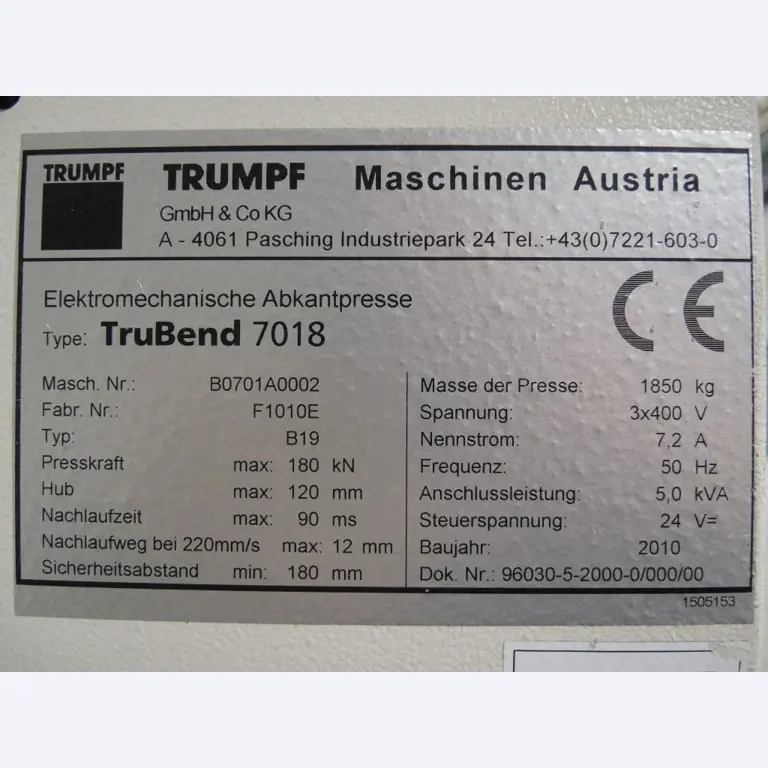 TRUMPF
TRUMPF Maschinen Austria
GmbH & Co KG
A - 4061 Pasching Industriepark 24 Tel.:+43(0)7221-603-0
Elektromechanische Abkantpresse
Type: TruBend 7018
CE
Masch. Nr.: B0701A0002
Fabr. Nr.: F1010E
Typ: B19
Presskraft max: 180 kN
Hub max: 120 mm
Nachlaufzeit max: 90 ms
Nachlaufweg bei 220mm/s max: 12 mm
Sicherheitsabstand min: 180 mm
Masse der Presse: 1850 kg
Spannung: 3x400 V
Nennstrom: 7,2 A
Frequenz: 50 Hz
Anschlussleistung: 5,0 kVA
Steuerspannung: 24 V=
Baujahr: 2010
Dok. Nr.: 96030-5-2000-0/000/00
1505153